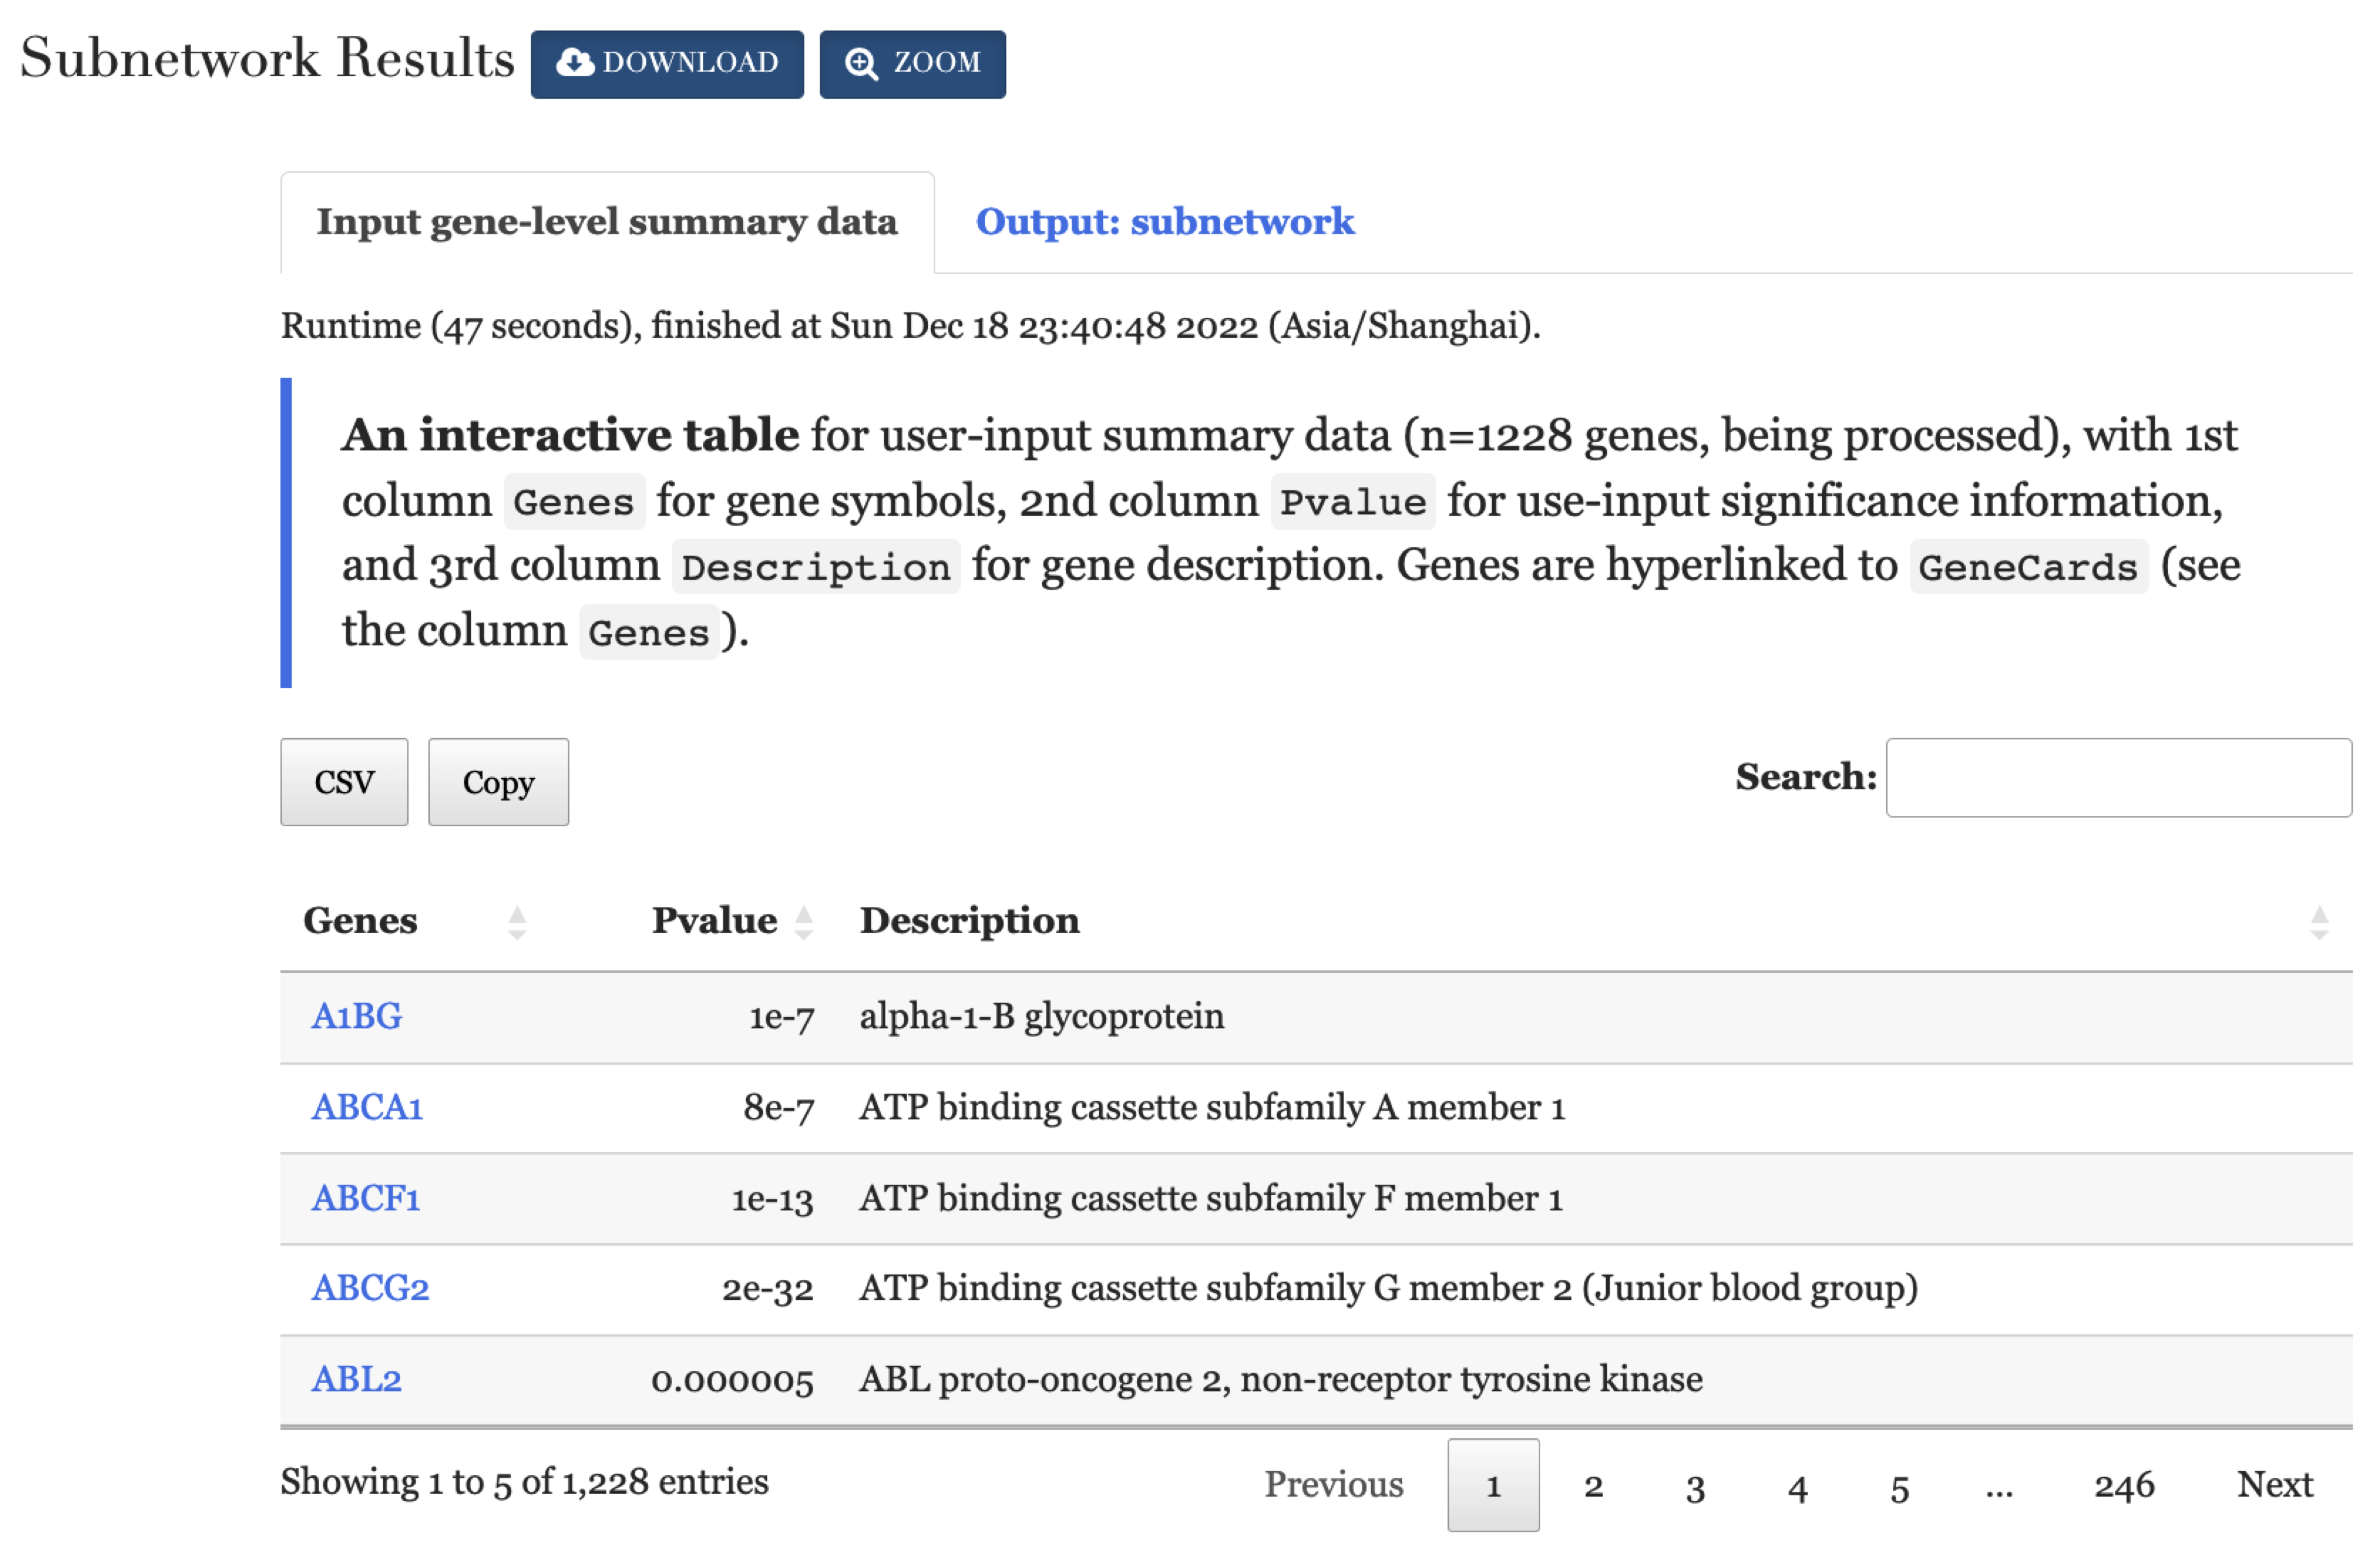 Subnetwork Results DOWNLOAD ZOOM
Input gene-level summary data Output: subnetwork
Runtime (47 seconds), finished at Sun Dec 18 23:40:48 2022 (Asia/Shanghai).
An interactive table for user-input summary data (n=1228 genes, being processed), with 1st
column Genes for gene symbols, 2nd column Pvalue for use-input significance information,
and 3rd column Description for gene description. Genes are hyperlinked to GeneCards (see
the column Genes ).
CSV Copy Search:
Genes Pvalue Description
A1BG 1e-7 alpha-1-B glycoprotein
ABCA1 8e-7 ATP binding cassette subfamily A member 1
ABCF1 1e-13 ATP binding cassette subfamily F member 1
ABCG2 2e-32 ATP binding cassette subfamily G member 2 (Junior blood group)
ABL2 0.000005 ABL proto-oncogene 2, non-receptor tyrosine kinase
Showing 1 to 5 of 1,228 entries Previous 1 2 3 4 5 ... 246 Next